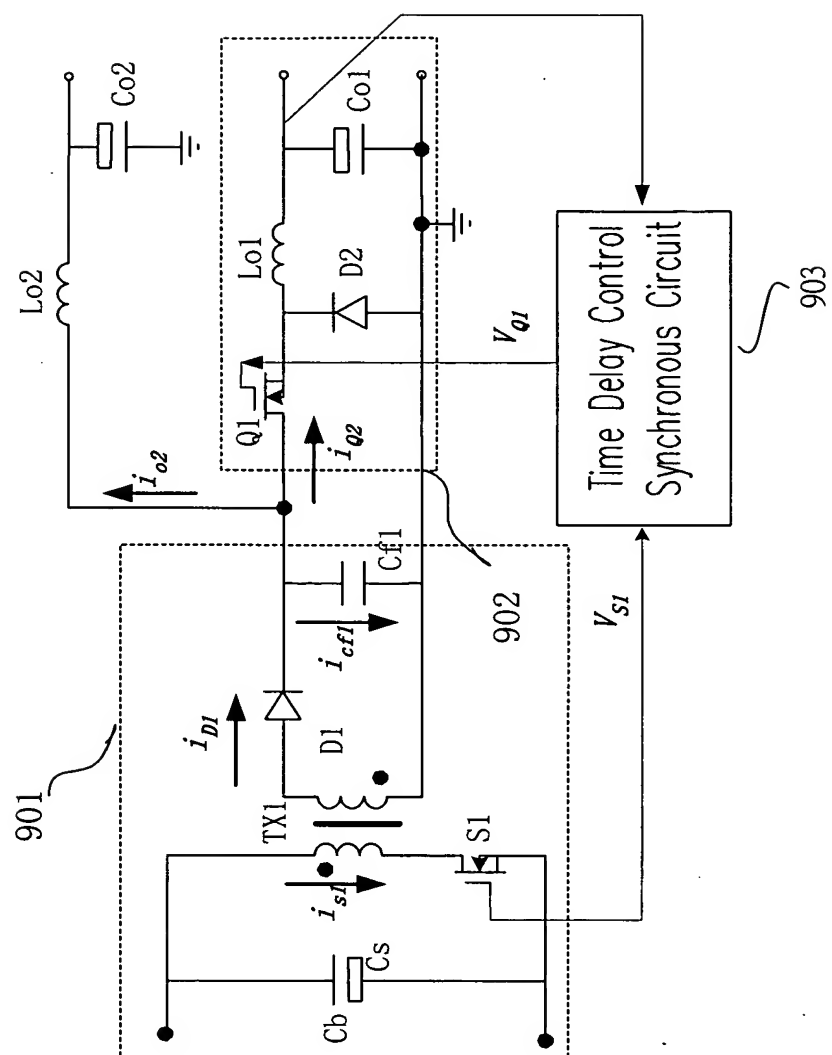 Lo2
Co2
i_o2
Lo1
Co1
D2
Q1
i_Q2
902
Cf1
i_cf1
901
i_D1
D1
TX1
S1
i_s1
Cb
Cs
V_Q1
V_S1
Time Delay Control
Synchronous Circuit
903